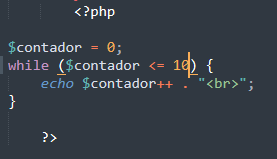 <?php
$contador = 0;
while ($contador <= 10) {
echo $contador++ . "<br>";
}
?>